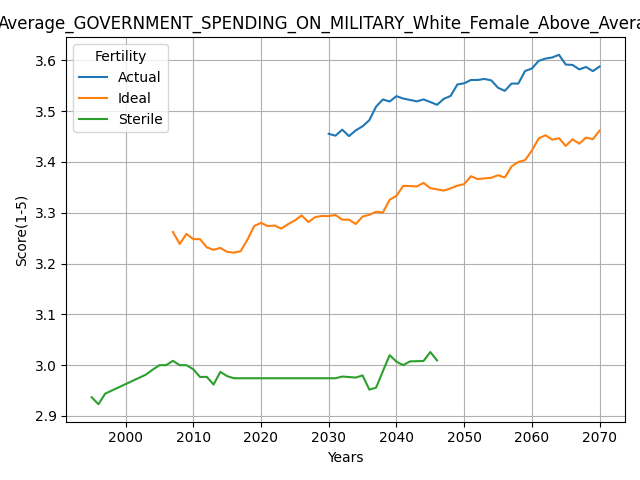 Average_GOVERNMENT_SPENDING_ON_MILITARY_White_Female_Above_Avera
Fertility
Actual
Ideal
Sterile
Score(1-5)
3.6
3.5
3.4
3.3
3.2
3.1
3.0
2.9
2000 2010 2020 2030 2040 2050 2060 2070
Years